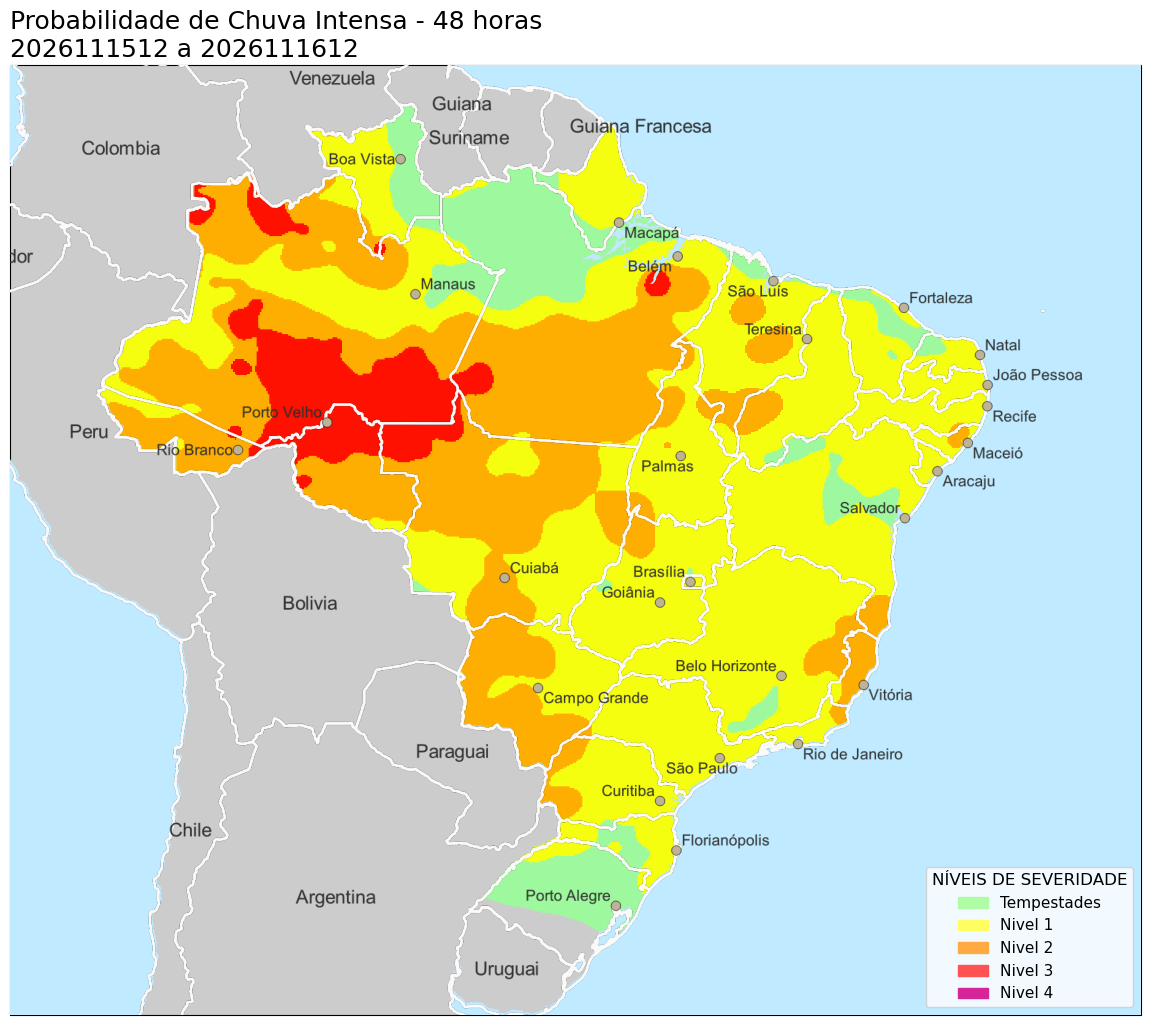 Probabilidade de Chuva Intensa - 48 horas
2026111512 a 2026111612
Venezuela
Guiana
Suriname
Guiana Francesa
Colombia
Boa Vista
Macapá
dor
Belém
Manaus
São Luís
Fortaleza
Teresina
Natal
João Pessoa
Recife
Porto Velho
Peru
Rio Branco
Maceió
Palmas
Aracaju
Salvador
Cuiabá
Brasília
Goiânia
Bolivia
Belo Horizonte
Vitória
Campo Grande
Paraguai
Rio de Janeiro
São Paulo
Curitiba
Chile
Florianópolis
Argentina
Porto Alegre
Uruguai
NÍVEIS DE SEVERIDADE
Tempestades
Nivel 1
Nivel 2
Nivel 3
Nivel 4